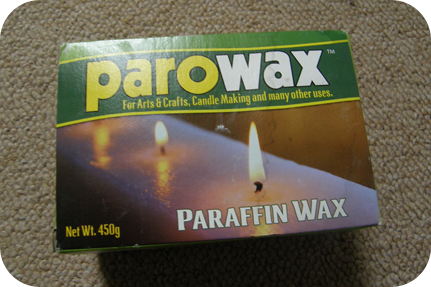 parowax™
For Arts & Crafts, Candle Making and many other uses.
PARAFFIN WAX
Net Wt. 450g